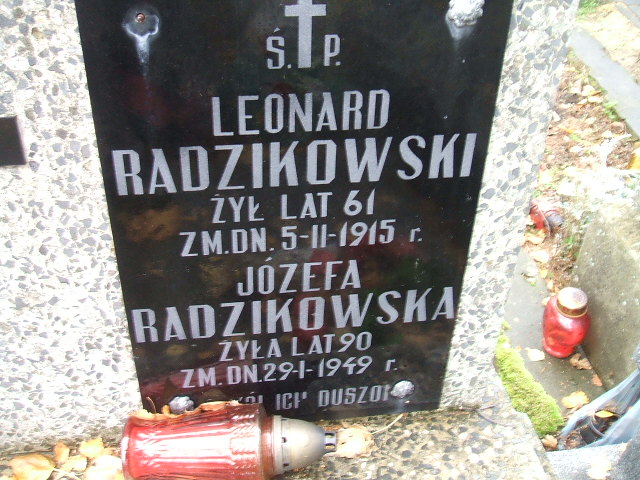 Ś. P.
LEONARD
RADZIKOWSKI
ŻYŁ LAT 61
ZM. DN. 5-11-1915 r.
JÓZEFA
RADZIKOWSKA
ŻYŁA LAT 90
ZM. DN. 29-1-1949 r.
ICH DUSZOM